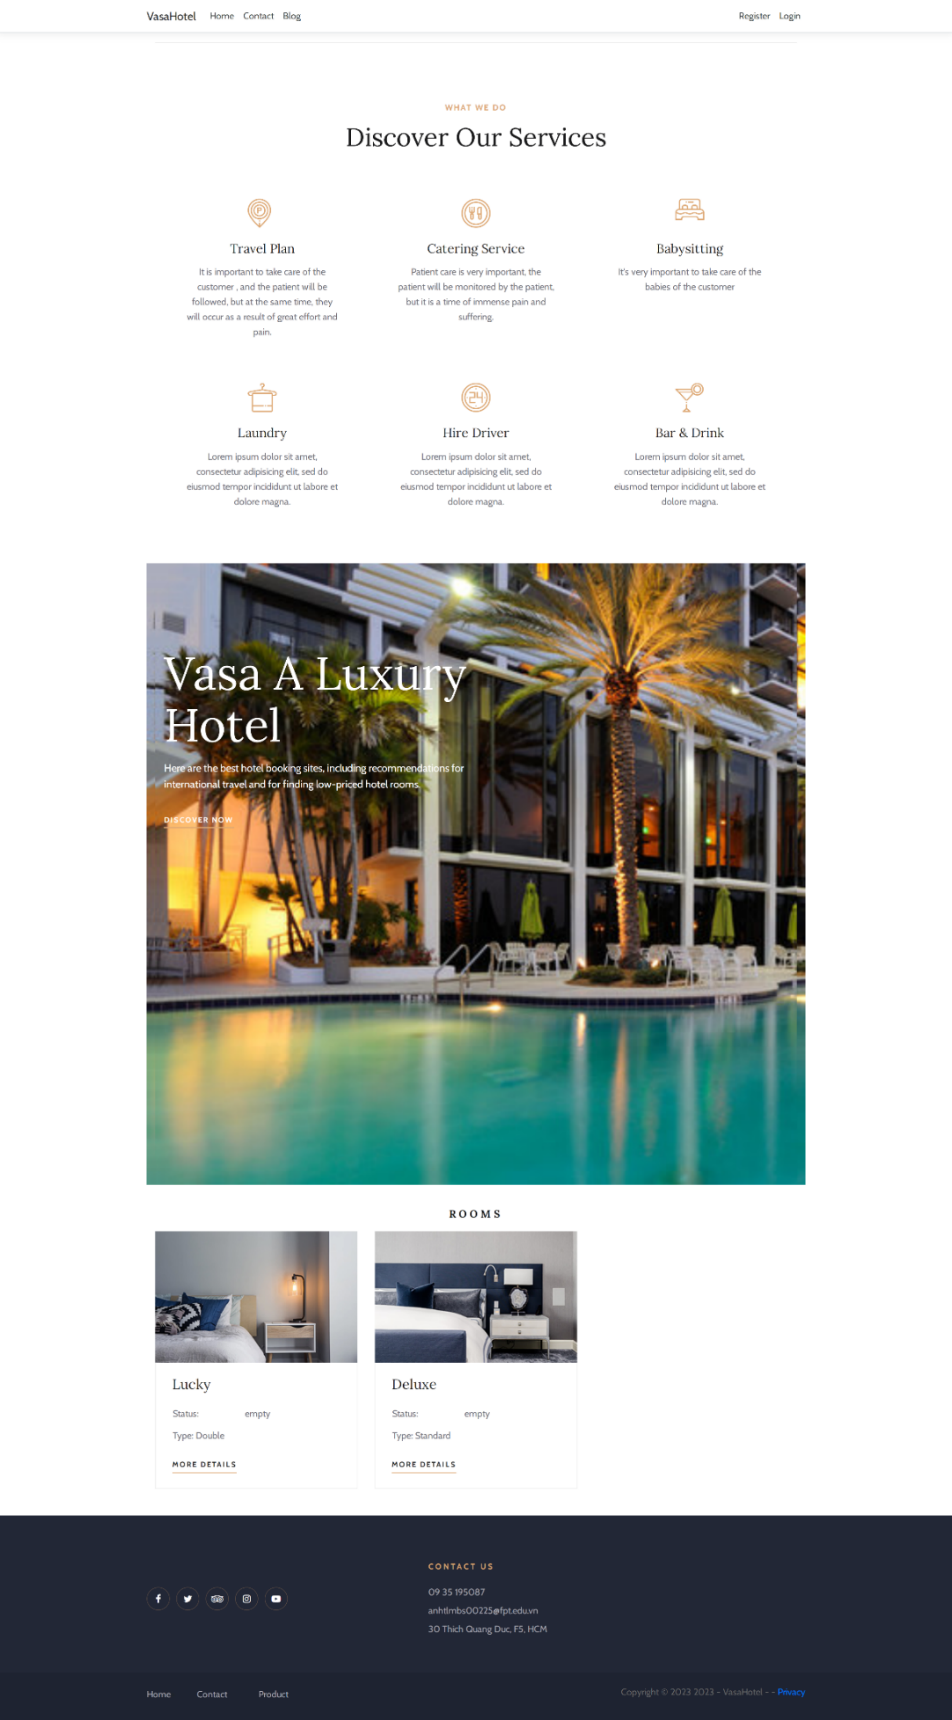 VasaHotel Home Contact Blog Register Login
WHAT WE DO
Discover Our Services
Travel Plan
It is important to take care of the
customer , and the patient will be
followed, but at the same time, they
will occur as a result of great effort and
pain.
Catering Service
Patient care is very important, the
patient will be monitored by the patient,
but it is a time of immense pain and
suffering.
Babysitting
It's very important to take care of the
babies of the customer
Laundry
Lorem ipsum dolor sit amet,
consectetur adipisicing elit, sed do
eiusmod tempor incididunt ut labore et
dolore magna.
24
Hire Driver
Lorem ipsum dolor sit amet,
consectetur adipisicing elit, sed do
eiusmod tempor incididunt ut labore et
dolore magna.
Bar & Drink
Lorem ipsum dolor sit amet,
consectetur adipisicing elit, sed do
eiusmod tempor incididunt ut labore et
dolore magna.
Vasa A Luxury
Hotel
Here are the best hotel booking sites, including recommendations for
international travel and for finding low-priced hotel rooms.
DISCOVER NOW
ROOMS
Lucky
Status: empty
Type: Double
MORE DETAILS
Deluxe
Status: empty
Type: Standard
MORE DETAILS
CONTACT US
09 35 195087
anhtlmbs00225@fpt.edu.vn
30 Thich Quang Duc, F5, HCM
Home Contact Product
Copyright © 2023 2023 - VasaHotel - - Privacy